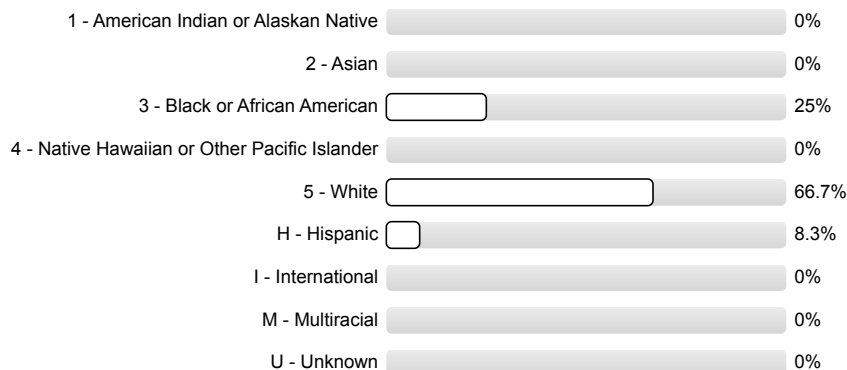 1 - American Indian or Alaskan Native 0%
2 - Asian 0%
3 - Black or African American 25%
4 - Native Hawaiian or Other Pacific Islander 0%
5 - White 66.7%
H - Hispanic 8.3%
I - International 0%
M - Multiracial 0%
U - Unknown 0%